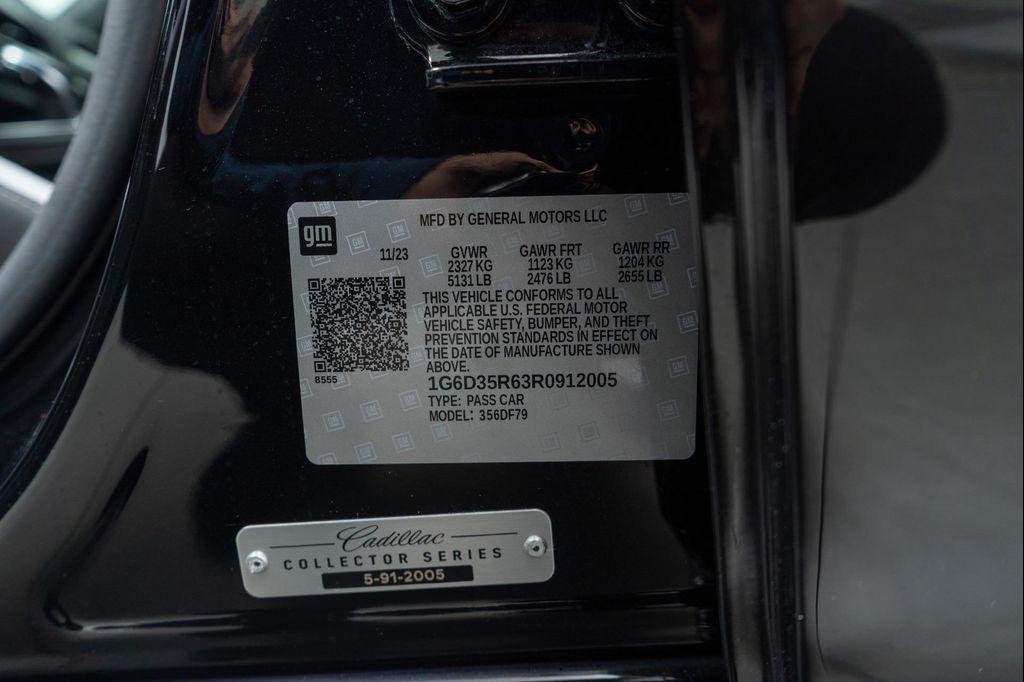 gm
MFD BY GENERAL MOTORS LLC
11/23 GVWR GAWR FRT GAWR RR
2327 KG 1123 KG 1204 KG
5131 LB 2476 LB 2655 LB
THIS VEHICLE CONFORMS TO ALL
APPLICABLE U.S. FEDERAL MOTOR
VEHICLE SAFETY, BUMPER, AND THEFT
PREVENTION STANDARDS IN EFFECT ON
THE DATE OF MANUFACTURE SHOWN
ABOVE.
8555
1G6D35R63R0912005
TYPE: PASS CAR
MODEL: 356DF79
Cadillac
COLLECTOR SERIES
5-91-2005